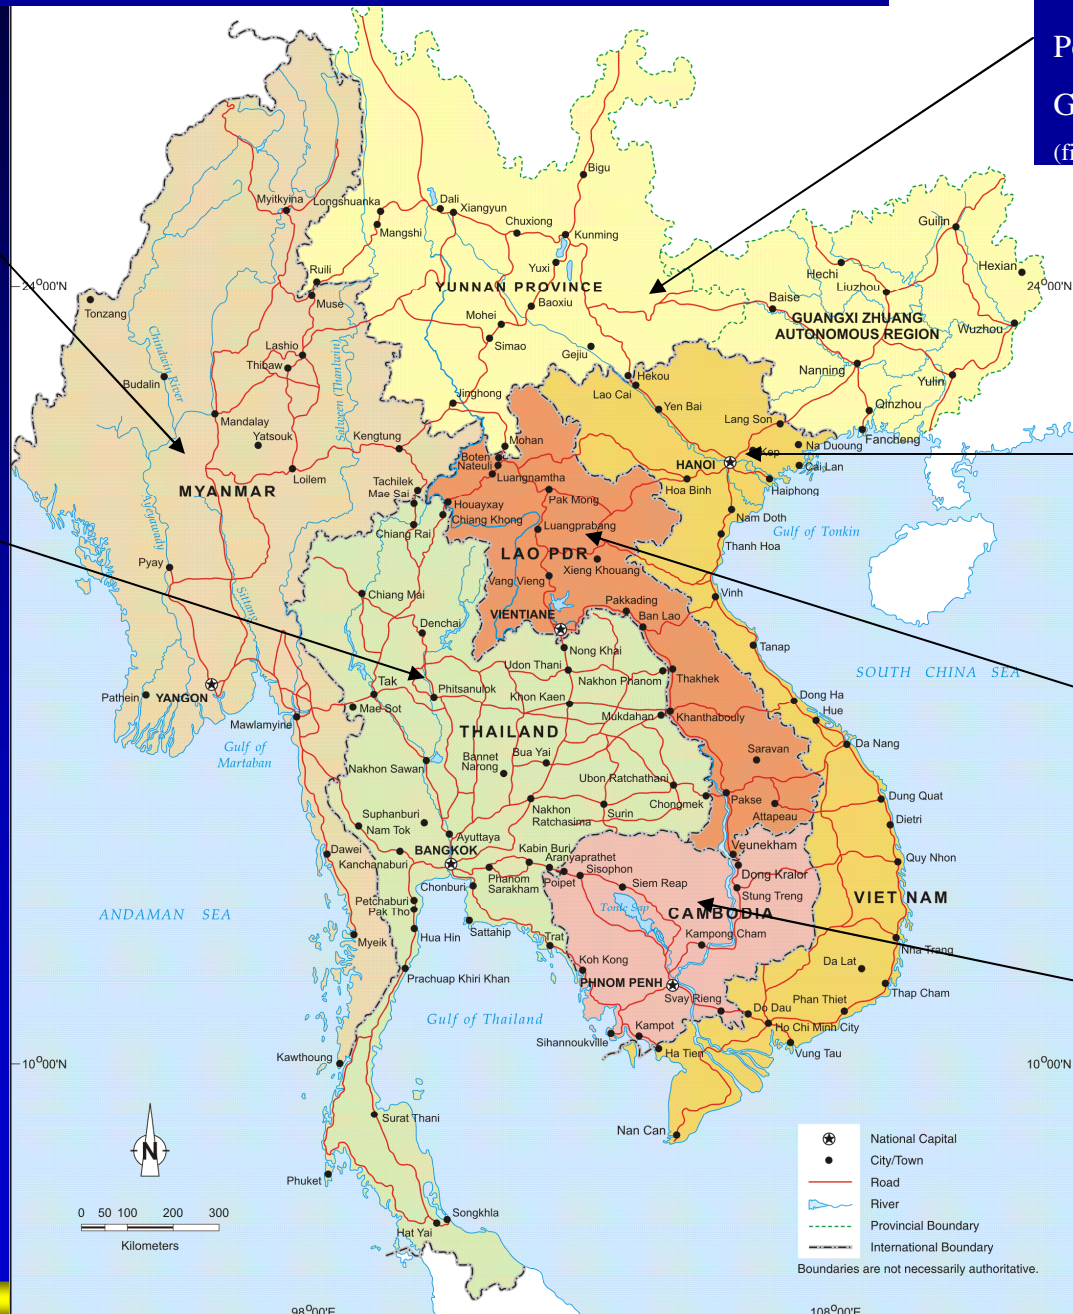 P
G
(fi
Bigu
Myitkyina
Longshuanka
Dali
Xiangyun
Mangshi
Chuxiong
Kunming
Guilin
Yuxi
Hexian
Hechi
Ruili
24°00'N
YUNNAN PROVINCE
Liuzhou
24°00'N
Tonzang
Muse
Baoxiu
Baise
Mohei
GUANGXI ZHUANG
AUTONOMOUS REGION
Wuzhou
Chindwin River
Salween (Thanlwin)
Simao
Gejiu
Lashio
Thibaw
Nanning
Hekou
Yulin
Budalin
Jinghong
Lao Cai
Yen Bai
Qinzhou
Mandalay
Lang Son
Yatsouk
Kengtung
Mohan
Fancheng
Na Duoung
Boten
Kep
Nateuil
HANOI
Cai Lan
Loilem
Luangnamtha
MYANMAR
Tachilek
Hoa Binh
Haiphong
Mae Sai
Pak Mong
Houayxay
Ayeyawady
Chiang Khong
Luangprabang
Nam Doth
Chiang Rai
Gulf of Tonkin
LAO PDR
Thanh Hoa
Pyay
Xieng Khouang
Vang Vieng
Chiang Mai
Vinh
Sittang
Pakkading
VIENTIANE
Ban Lao
Denchai
Nong Khai
Tanap
Udon Thani
SOUTH CHINA SEA
Tak
Nakhon Phanom
Thakhek
Pathein
YANGON
Phitsanulok
Khon Kaen
Dong Ha
Mae Sot
Mukdahan
Khanthabouly
Hue
Mawlamyine
THAILAND
Gulf of
Martaban
Saravan
Da Nang
Bua Yai
Bannet
Narong
Nakhon Sawan
Ubon Ratchathani
Dung Quat
Chongmek
Pakse
Suphanburi
Nakhon
Ratchasima
Surin
Attapeau
Dietri
Nam Tok
Ayuttaya
Veunekham
BANGKOK
Kabin Buri
Dawei
Aranyaprathet
Quy Nhon
Kanchanaburi
Sisophon
Dong Kralor
Phanom
Sarakham
Poipet
Siem Reap
Chonburi
Stung Treng
VIET NAM
Petchaburi
Tonle Sap
Pak Tho
CAMBODIA
ANDAMAN SEA
Sattahip
Kampong Cham
Hua Hin
Myeik
Trat
Nha Trang
Koh Kong
Da Lat
Prachuap Khiri Khan
PHNOM PENH
Thap Cham
Svay Rieng
Phan Thiet
Do Dau
Gulf of Thailand
Kampot
Ho Chi Minh City
Sihannoukville
Ha Tien
Vung Tau
Kawthoung
10°00'N
10°00'N
Surat Thani
Nan Can
N
National Capital
City/Town
Phuket
Road
River
0 50 100 200 300
Songkhla
Provincial Boundary
Hat Yai
Kilometers
International Boundary
Boundaries are not necessarily authoritative.
98°00'E
108°00'E